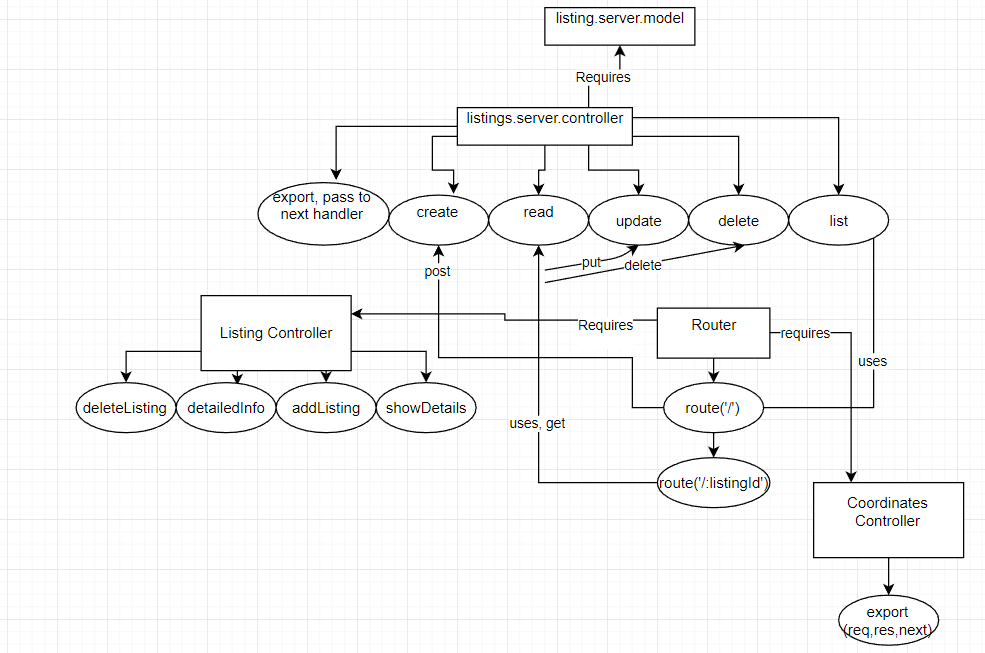 listing.server.model
Requires
listings.server.controller
export, pass to
next handler
create
read
update
delete
list
put
delete
post
Listing Controller
Requires
Router
requires
uses
deleteListing
detailedInfo
addListing
showDetails
route('/')
uses, get
route('/:listingId')
Coordinates
Controller
export
(req,res,next)